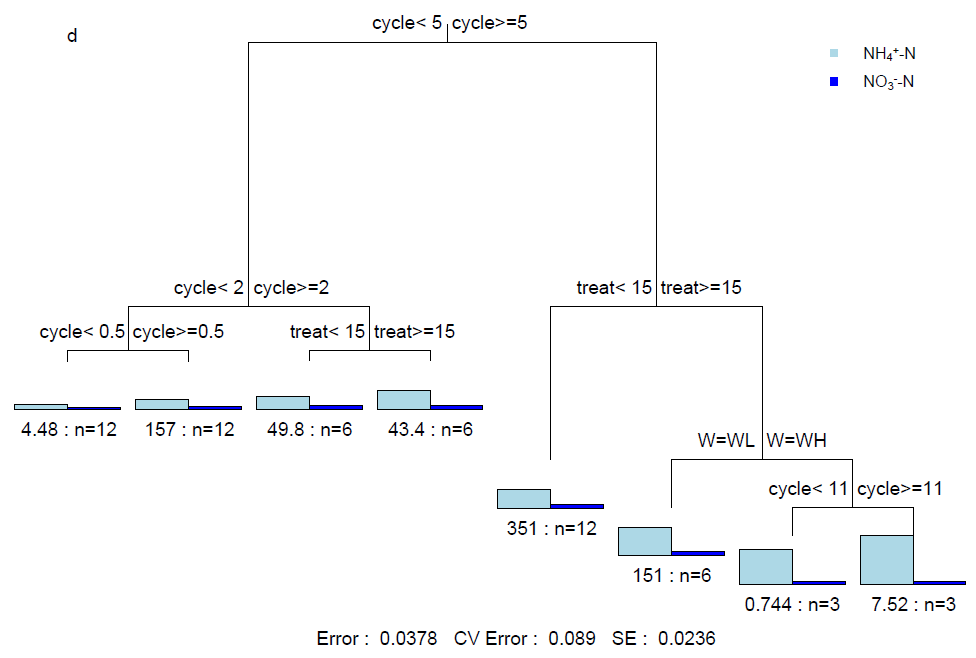 d
cycle< 5 cycle>=5
NH₄⁺-N
NO₃⁻-N
cycle< 2 cycle>=2
treat< 15 treat>=15
cycle< 0.5 cycle>=0.5
treat< 15 treat>=15
4.48 : n=12
157 : n=12
49.8 : n=6
43.4 : n=6
W=WL W=WH
cycle< 11 cycle>=11
351 : n=12
151 : n=6
0.744 : n=3
7.52 : n=3
Error : 0.0378 CV Error : 0.089 SE : 0.0236